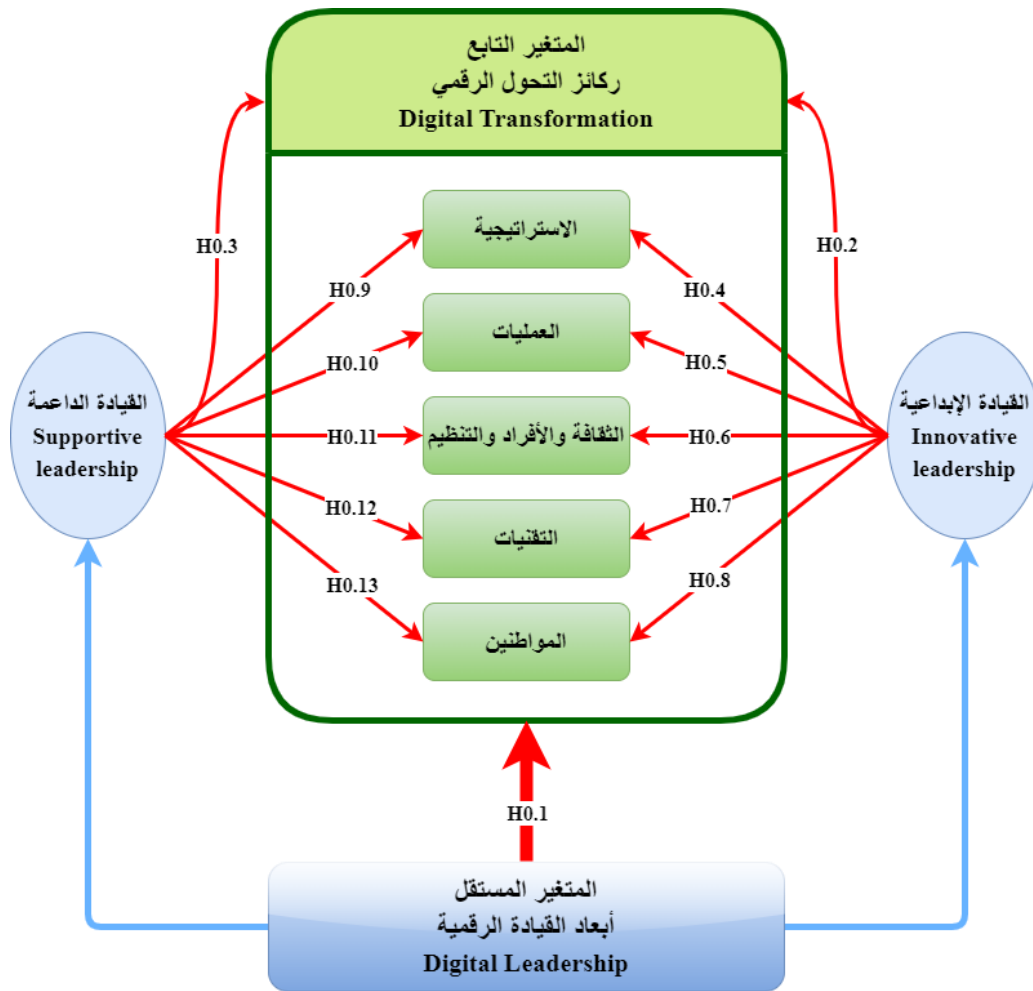 المتغير التابع
ركائز التحول الرقمي
Digital Transformation
H0.3
H0.2
الاستراتيجية
H0.9
H0.4
العمليات
H0.10
H0.5
القيادة الداعمة
Supportive
leadership
القيادة الإبداعية
Innovative
leadership
H0.11
الثقافة والأفراد والتنظيم
H0.6
H0.12
التقنيات
H0.7
H0.13
H0.8
المواطنين
H0.1
المتغير المستقل
أبعاد القيادة الرقمية
Digital Leadership